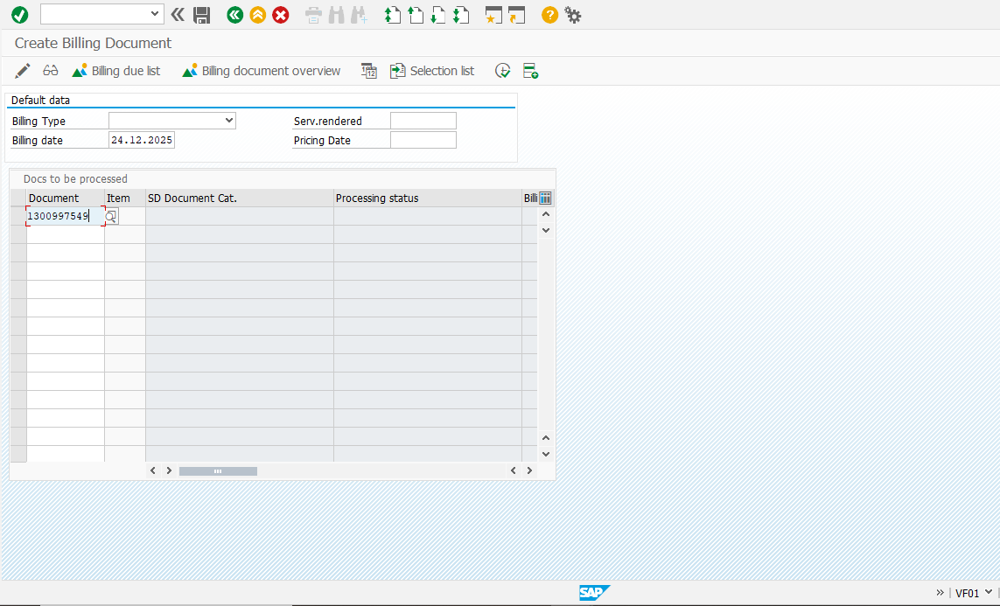 Create Billing Document
Billing due list Billing document overview 12 Selection list
Default data
Billing Type Serv.rendered
Billing date 24.12.2025 Pricing Date
Docs to be processed
Document Item SD Document Cat. Processing status Billi
1300997549
SAP
VF01